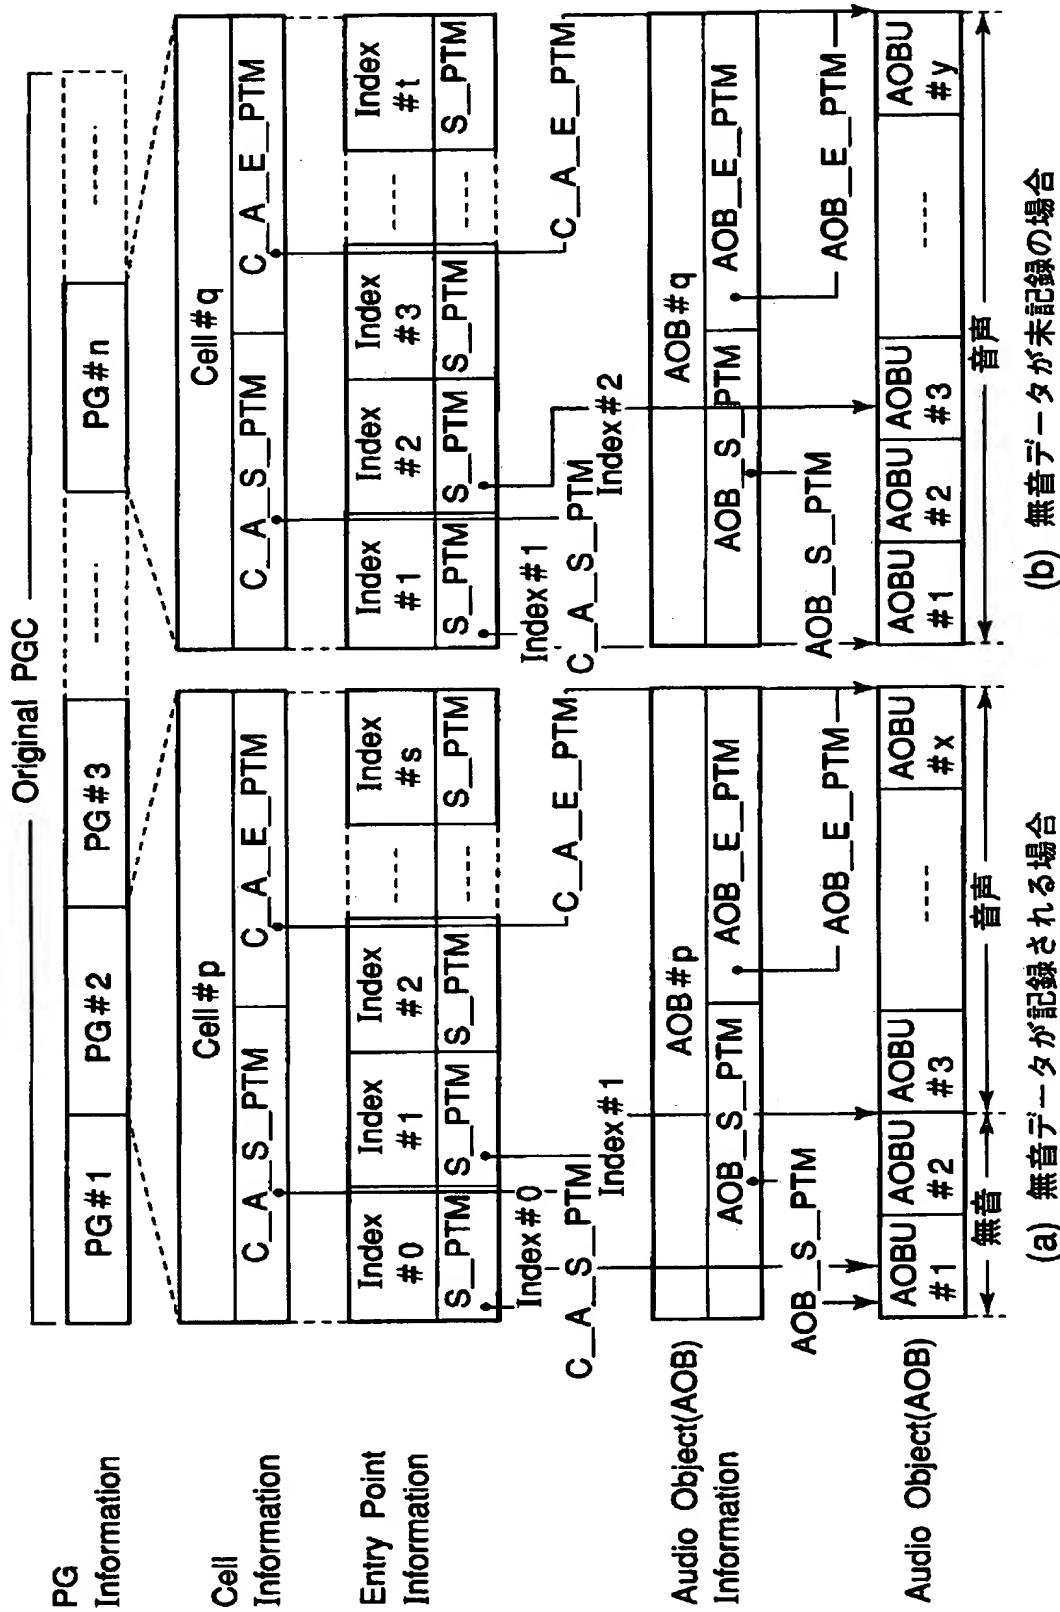 Original PGC
PG
Information
PG#1
PG#2
PG#3
-----
PG#n
-----
Cell
Information
Cell#p
C_A_S_PTM
C_A_E_PTM
Cell#q
C_A_S_PTM
C_A_E_PTM
Entry Point
Information
Index
#0
Index
#1
Index
#2
----
Index
#s
Index
#1
Index
#2
Index
#3
----
Index
#t
S_PTM
S_PTM
S_PTM
----
S_PTM
S_PTM
S_PTM
S_PTM
----
S_PTM
Index#0
C_A_S_PTM
Index#1
C_A_E_PTM
Index#1
C_A_S_PTM
Index#2
C_A_E_PTM
Audio Object(AOB)
Information
AOB#p
AOB_S_PTM
AOB_E_PTM
AOB#q
AOB_S_PTM
AOB_E_PTM
AOB_S_PTM
AOB_E_PTM
AOB_S_PTM
AOB_E_PTM
Audio Object(AOB)
AOBU
#1
AOBU
#2
AOBU
#3
----
AOBU
#x
AOBU
#1
AOBU
#2
AOBU
#3
----
AOBU
#y
無音
音声
音声
(a) 無音データが記録される場合
(b) 無音データが未記録の場合